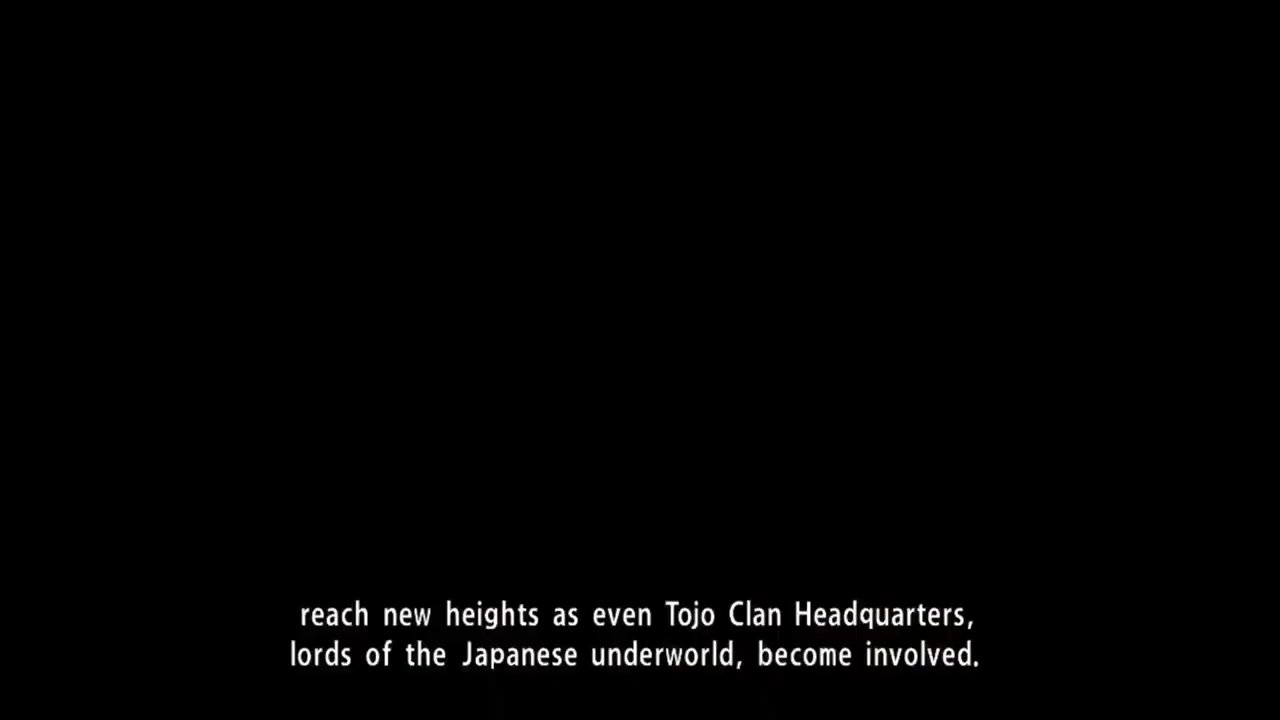 reach new heights as even Tojo Clan Headquarters,
lords of the Japanese underworld, become involved.